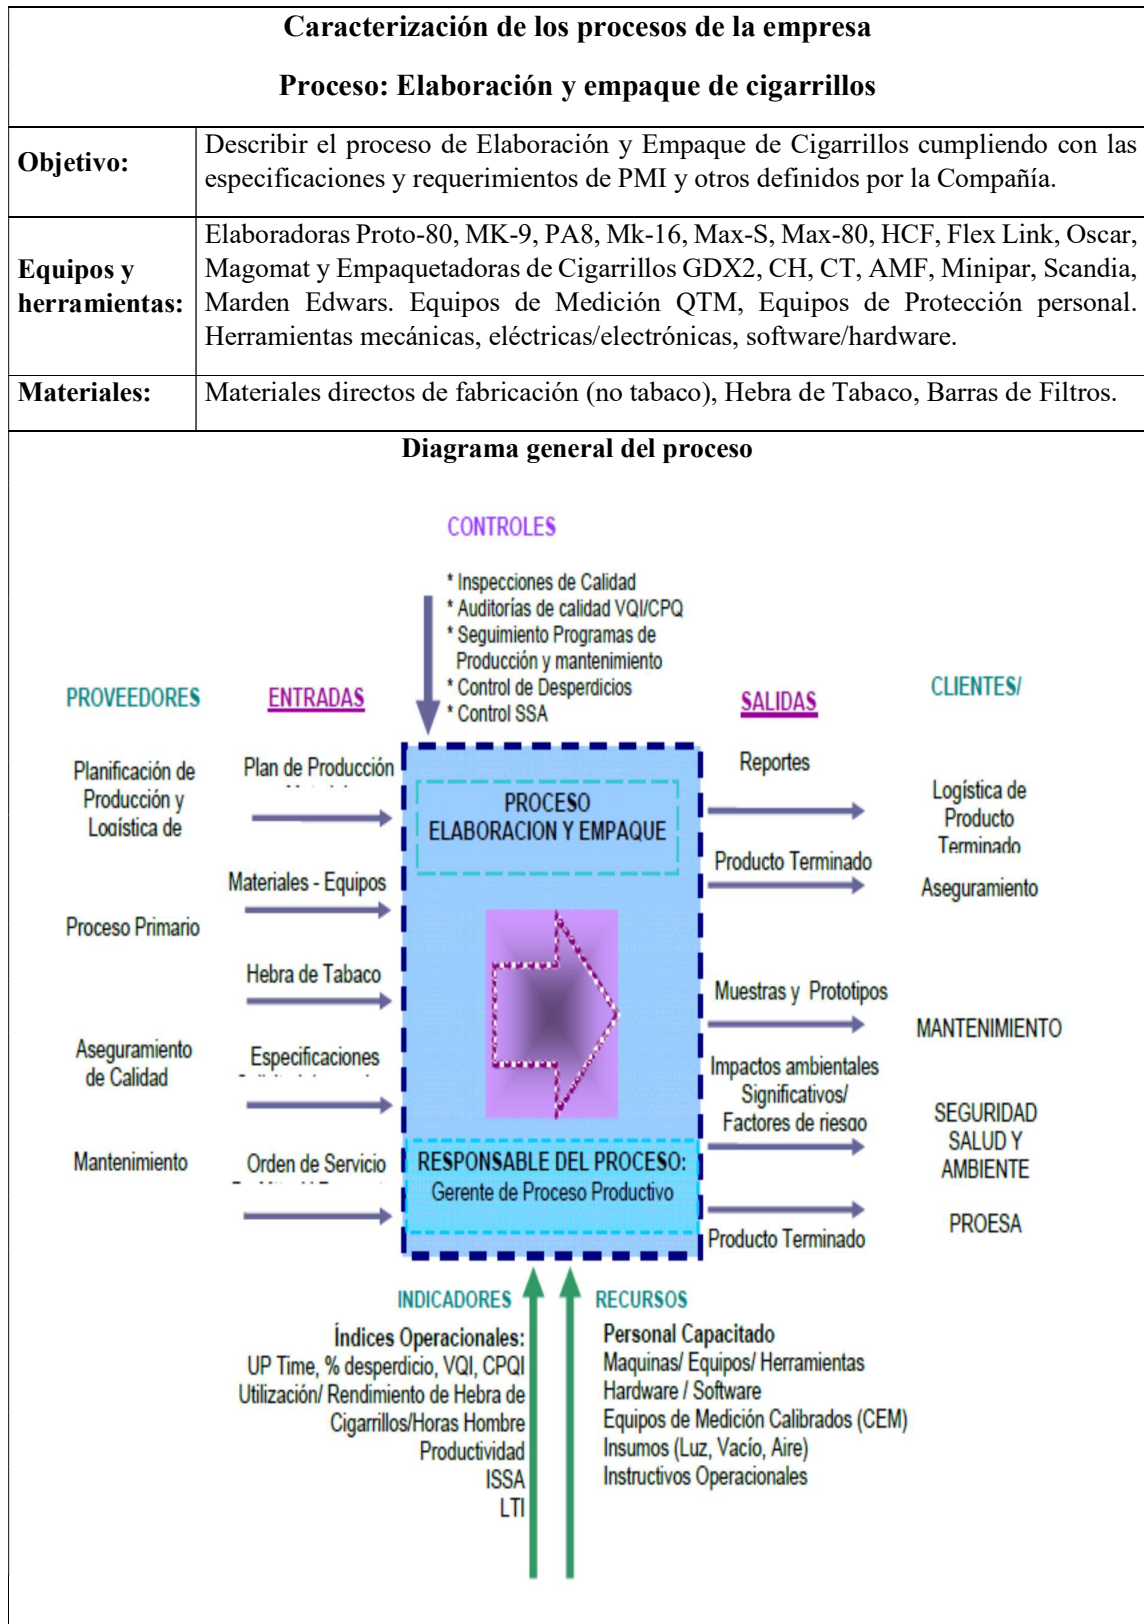 Caracterización de los procesos de la empresa
Proceso: Elaboración y empaque de cigarrillos
Objetivo:
Describir el proceso de Elaboración y Empaque de Cigarrillos cumpliendo con las
especificaciones y requerimientos de PMI y otros definidos por la Compañía.
Equipos y
herramientas:
Elaboradoras Proto-80, MK-9, PA8, Mk-16, Max-S, Max-80, HCF, Flex Link, Oscar,
Magomat y Empaquetadoras de Cigarrillos GDX2, CH, CT, AMF, Minipar, Scandia,
Marden Edwars. Equipos de Medición QTM, Equipos de Protección personal.
Herramientas mecánicas, eléctricas/electrónicas, software/hardware.
Materiales:
Materiales directos de fabricación (no tabaco), Hebra de Tabaco, Barras de Filtros.
Diagrama general del proceso
CONTROLES
* Inspecciones de Calidad
* Auditorías de calidad VQI/CPQ
* Seguimiento Programas de
Producción y mantenimiento
* Control de Desperdicios
* Control SSA
PROVEEDORES
Planificación de
Producción y
Logística de
Proceso Primario
Aseguramiento
de Calidad
Mantenimiento
ENTRADAS
Plan de Producción
Materiales - Equipos
Hebra de Tabaco
Especificaciones
Orden de Servicio
PROCESO
ELABORACION Y EMPAQUE
RESPONSABLE DEL PROCESO:
Gerente de Proceso Productivo
SALIDAS
Reportes
Producto Terminado
Muestras y Prototipos
Impactos ambientales
Significativos/
Factores de riesgo
Producto Terminado
CLIENTES/
Logística de
Producto
Terminado
Aseguramiento
MANTENIMIENTO
SEGURIDAD
SALUD Y
AMBIENTE
PROESA
INDICADORES
Índices Operacionales:
UP Time, % desperdicio, VQI, CPQI
Utilización/ Rendimiento de Hebra de
Cigarrillos/Horas Hombre
Productividad
ISSA
LTI
RECURSOS
Personal Capacitado
Maquinas/ Equipos/ Herramientas
Hardware / Software
Equipos de Medición Calibrados (CEM)
Insumos (Luz, Vacío, Aire)
Instructivos Operacionales